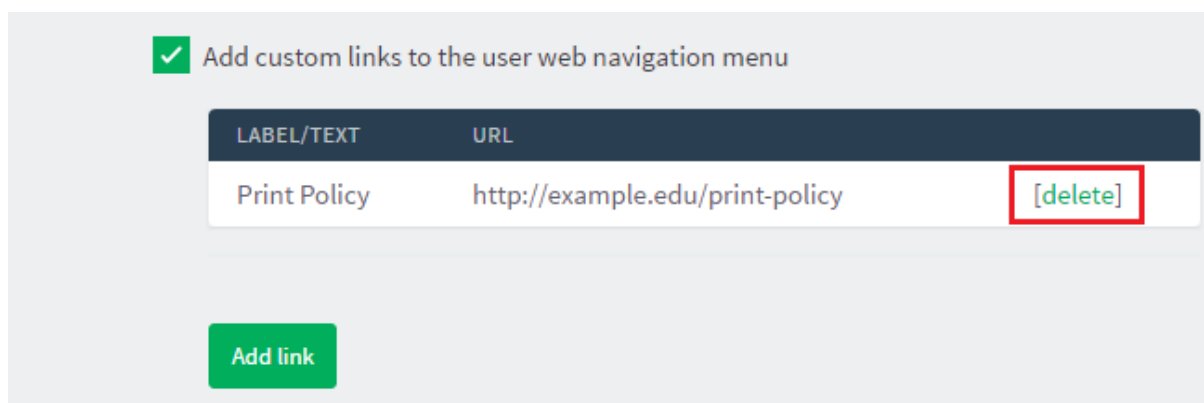 Add custom links to the user web navigation menu
LABEL/TEXT URL
Print Policy http://example.edu/print-policy [delete]
Add link